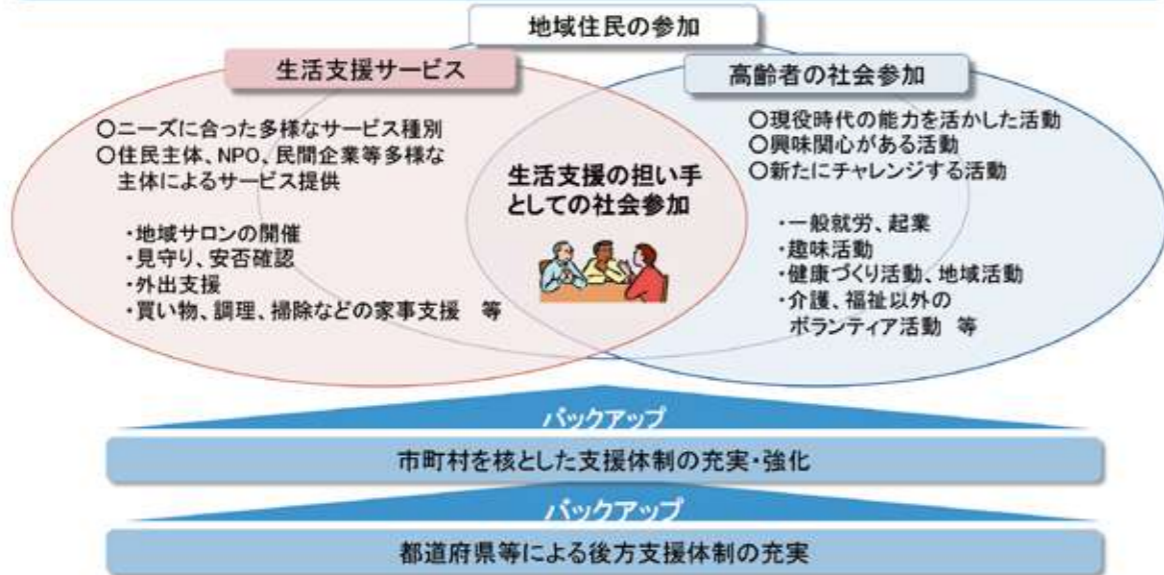 地域住民の参加
生活支援サービス
○ニーズに合った多様なサービス種別
○住民主体、NPO、民間企業等多様な
主体によるサービス提供
・地域サロンの開催
・見守り、安否確認
・外出支援
・買い物、調理、掃除などの家事支援　等
生活支援の担い手
としての社会参加
高齢者の社会参加
○現役時代の能力を活かした活動
○興味関心がある活動
○新たにチャレンジする活動
・一般就労、起業
・趣味活動
・健康づくり活動、地域活動
・介護、福祉以外の
ボランティア活動　等
バックアップ
市町村を核とした支援体制の充実・強化
バックアップ
都道府県等による後方支援体制の充実